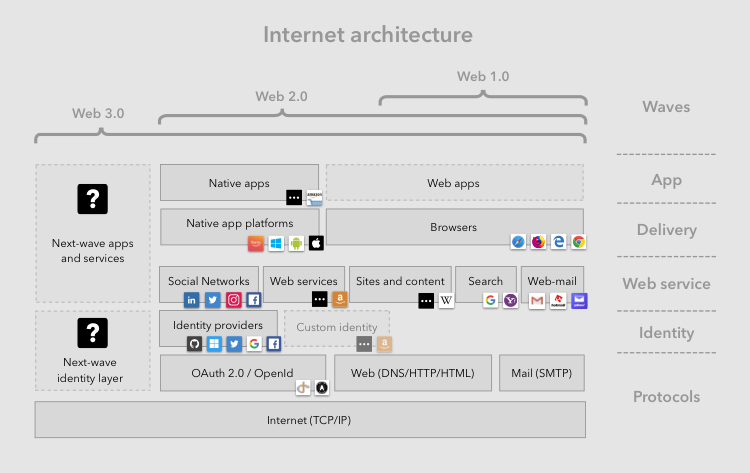 Internet architecture
Web 1.0
Web 2.0
Web 3.0
Waves
?
Next-wave apps
and services
Native apps
amazon
Web apps
App
Native app platforms
Browsers
Delivery
Social Networks
Web services
Sites and content
Search
Web-mail
Web service
in
f
a
W
G
Y
M
?
Next-wave
identity layer
Identity providers
G
f
Custom identity
a
Identity
OAuth 2.0 / OpenId
Web (DNS/HTTP/HTML)
Mail (SMTP)
Protocols
Internet (TCP/IP)